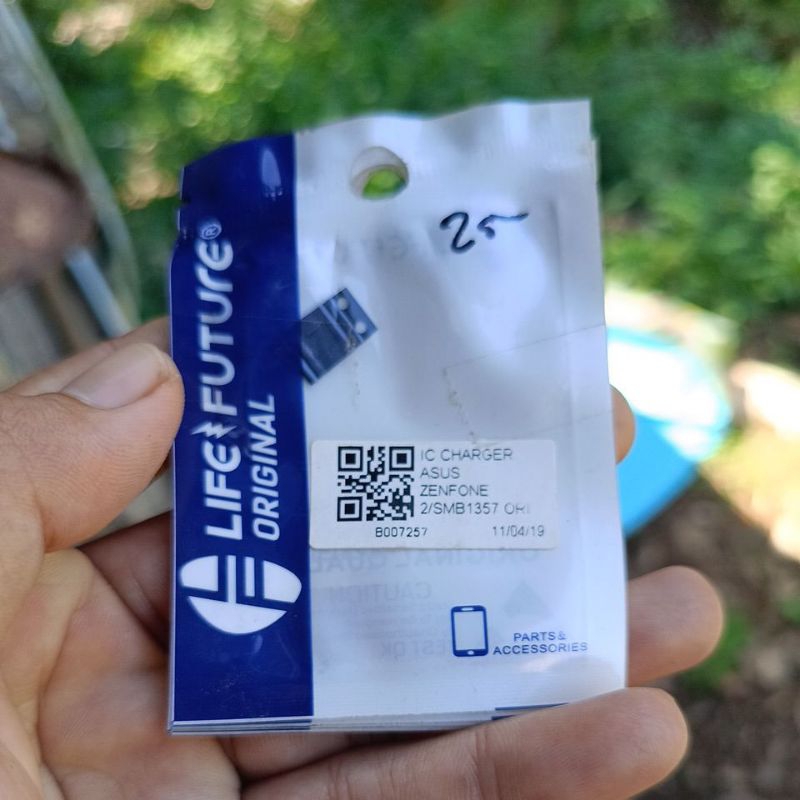 25
LIFE FUTURE®
ORIGINAL
IC CHARGER
ASUS
ZENFONE
2/SMB1357 ORI
B007257 11/04/19
CAUTION
PARTS &
ACCESSORIES